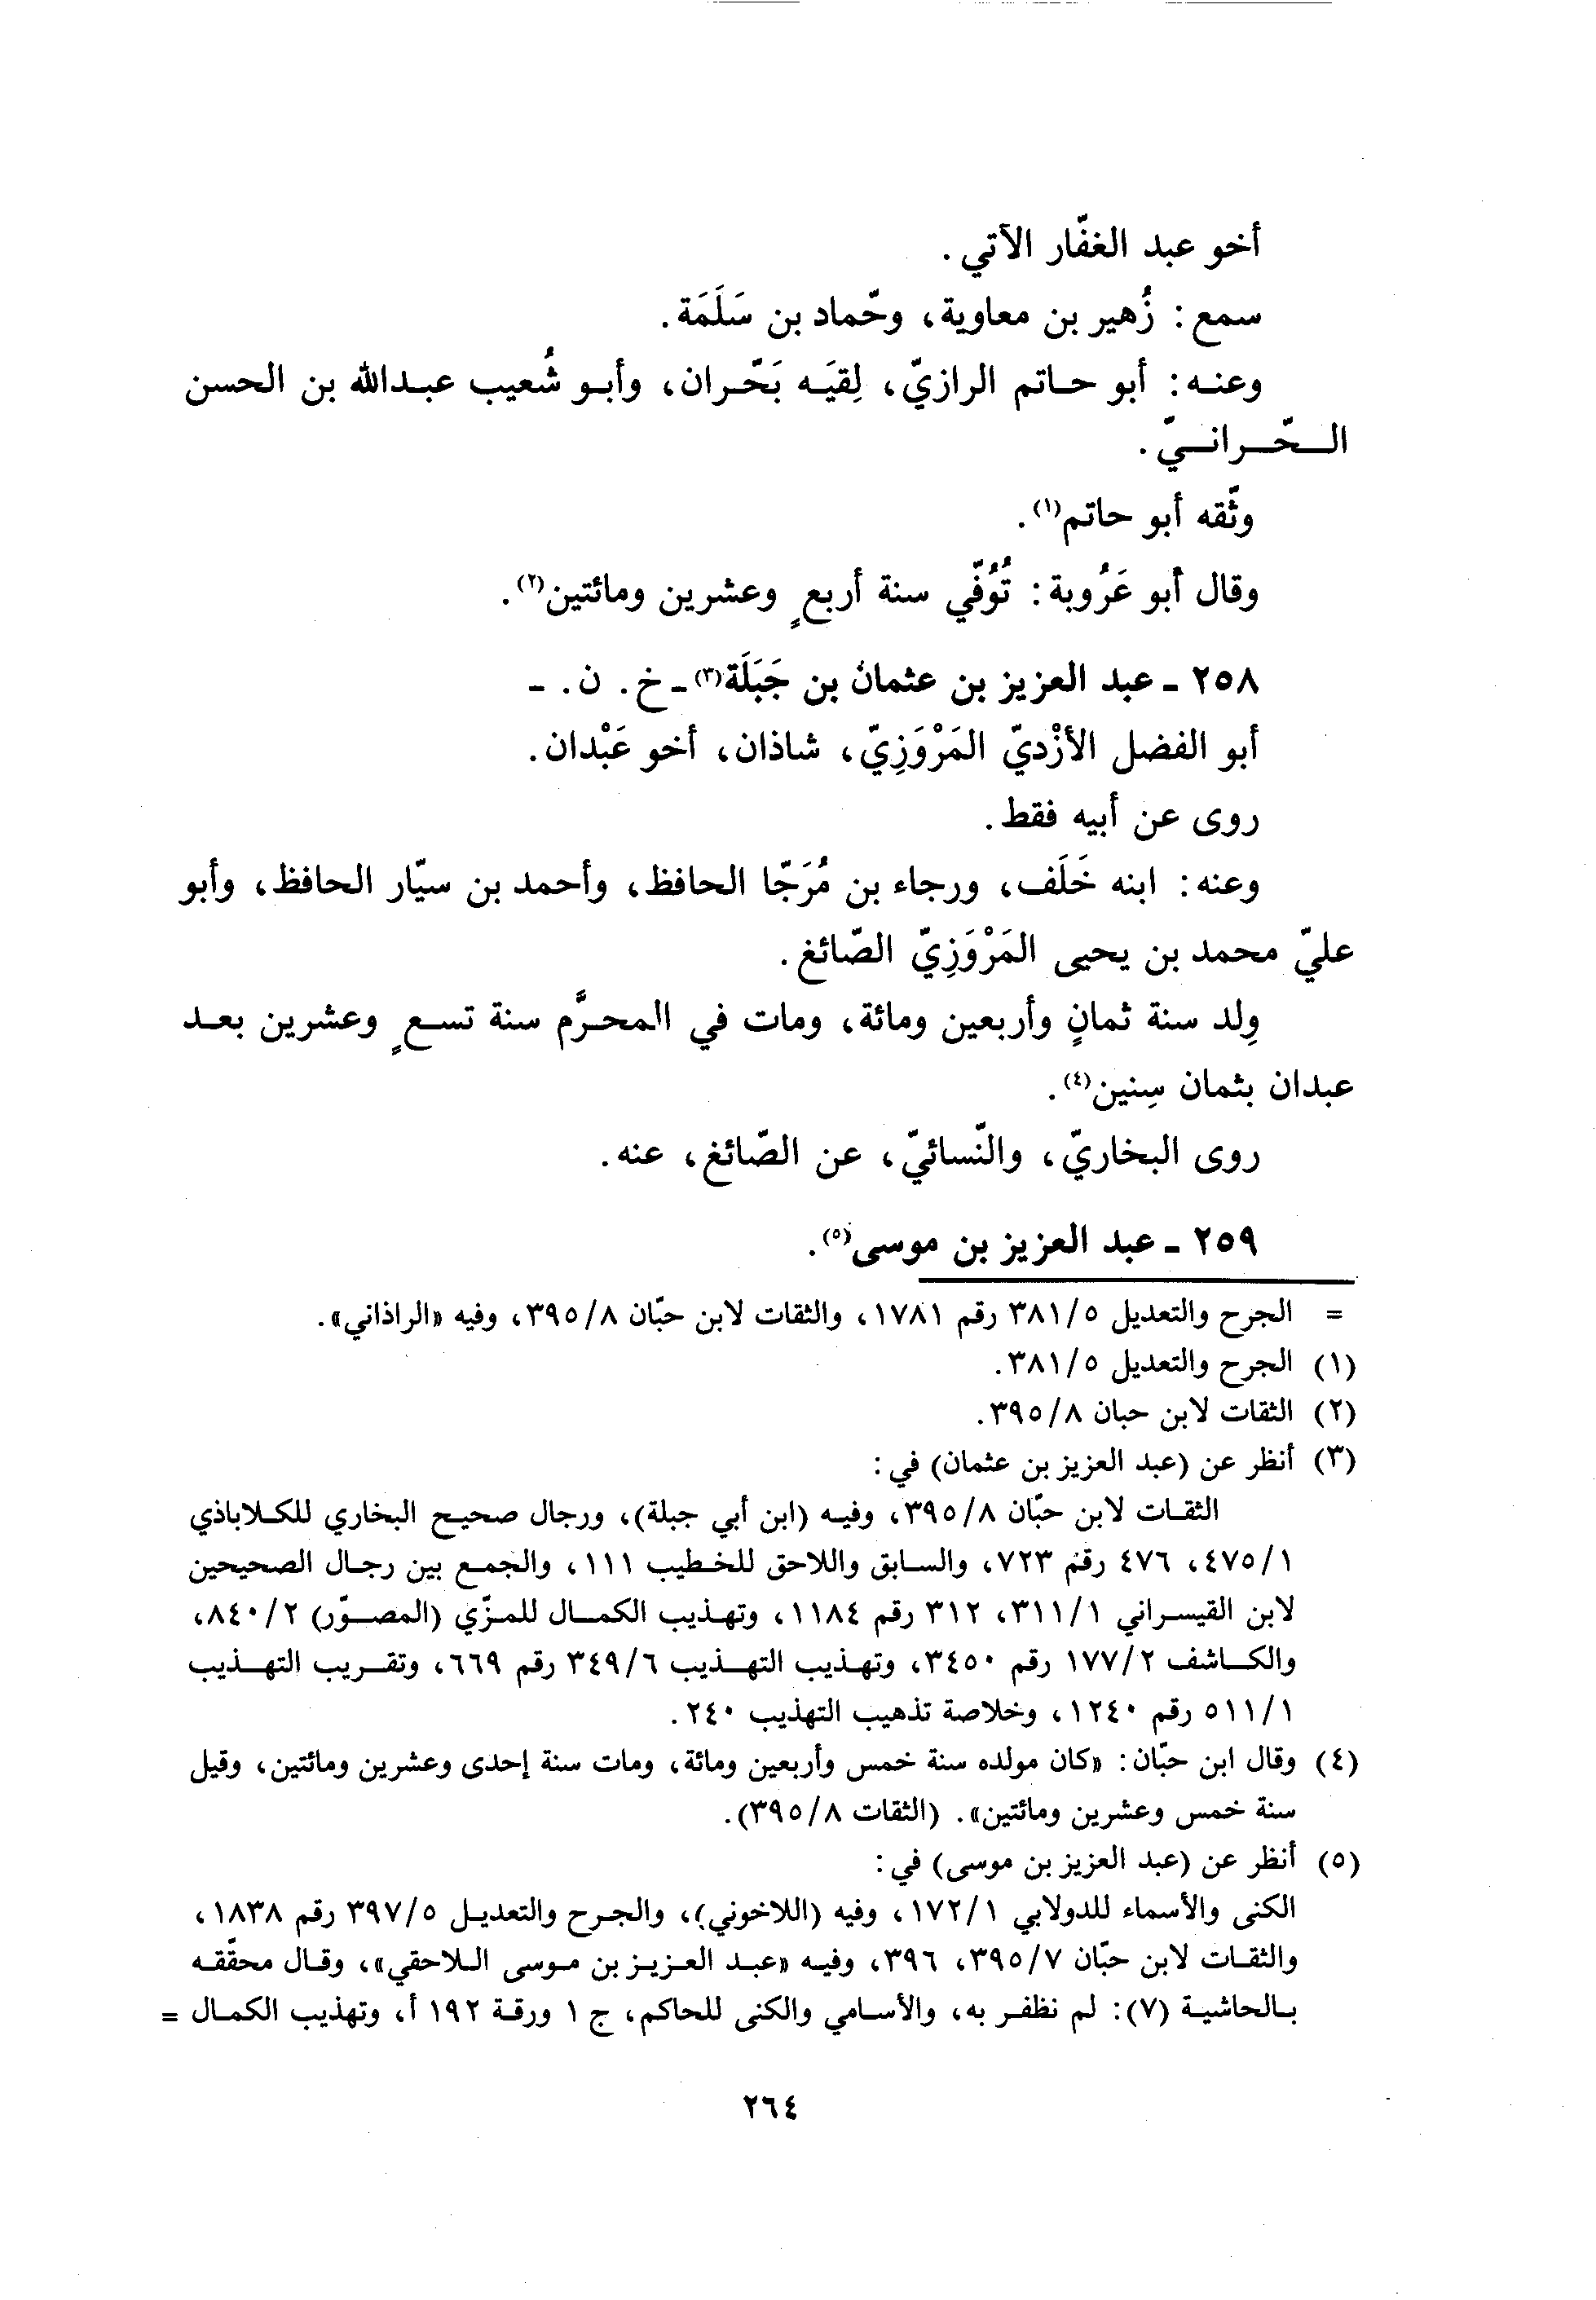 أخو عبد الغفّار الآتي.
سمع: زُهير بن معاوية، وحّماد بن سَلَمَة.
وعنه: أبو حاتم الرازيّ، لِقيَه بَحّران، وأبو شُعيب عبدالله بن الحسن
الحّرانيّ.
وثّقه أبو حاتم(١).
وقال أبو عَرُوبة: تُوُفّي سنة أربعٍ وعشرين ومائتين(٢).
٢٥٨ ـ عبد العزيز بن عثمان بن جَبَلَة(٣) ـ خ. ن. ـ
أبو الفضل الأزْديّ المَرْوَزِيّ، شاذان، أخو عَبْدان.
روى عن أبيه فقط.
وعنه: ابنه خَلَف، ورجاء بن مُرَجّا الحافظ، وأحمد بن سيّار الحافظ، وأبو
عليّ محمد بن يحيى المَرْوَزِيّ الصّائغ.
وِلد سنة ثمانٍ وأربعين ومائة، ومات في المحرَّم سنة تسعٍ وعشرين بعد
عبدان بثمان سِنين(٤).
روى البخاريّ، والنّسائيّ، عن الصّائغ، عنه.
٢٥٩ ـ عبد العزيز بن موسى(٥).
= الجرح والتعديل ٣٨١/٥ رقم ١٧٨١، والثقات لابن حبّان ٣٩٥/٨، وفيه «الراذاني».
(١) الجرح والتعديل ٣٨١/٥.
(٢) الثقات لابن حبان ٣٩٥/٨.
(٣) أنظر عن (عبد العزيز بن عثمان) في:
الثقات لابن حبّان ٣٩٥/٨، وفيه (ابن أبي جبلة)، ورجال صحيح البخاري للكلاباذي
٤٧٥/١، ٤٧٦ رقم ٧٢٣، والسابق واللاحق للخطيب ١١١، والجمع بين رجال الصحيحين
لابن القيسراني ٣١١/١، ٣١٢ رقم ١١٨٤، وتهذيب الكمال للمزّي (المصوّر) ٨٤٠/٢،
والكاشف ١٧٧/٢ رقم ٣٤٥٠، وتهذيب التهذيب ٣٤٩/٦ رقم ٦٦٩، وتقريب التهذيب
٥١١/١ رقم ١٢٤٠، وخلاصة تذهيب التهذيب ٢٤٠.
(٤) وقال ابن حبّان: «كان مولده سنة خمس وأربعين ومائة، ومات سنة إحدى وعشرين ومائتين، وقيل
سنة خمس وعشرين ومائتين». (الثقات ٣٩٥/٨).
(٥) أنظر عن (عبد العزيز بن موسى) في:
الكنى والأسماء للدولابي ١٧٢/١، وفيه (اللاخوني)، والجرح والتعديل ٣٩٧/٥ رقم ١٨٣٨،
والثقات لابن حبّان ٣٩٥/٧، ٣٩٦، وفيه «عبد العزيز بن موسى اللاحقي»، وقال محقّقه
بالحاشية (٧): لم نظفر به، والأسامي والكنى للحاكم، ج ١ ورقة ١٩٢ أ، وتهذيب الكمال =
٢٦٤